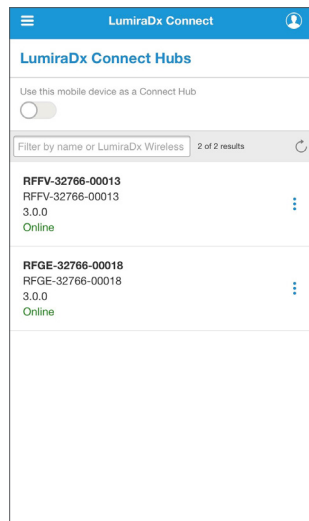 LumiraDx Connect
LumiraDx Connect Hubs
Use this mobile device as a Connect Hub
Filter by name or LumiraDx Wireless
2 of 2 results
RFFV-32766-00013
RFFV-32766-00013
3.0.0
Online
RFGE-32766-00018
RFGE-32766-00018
3.0.0
Online